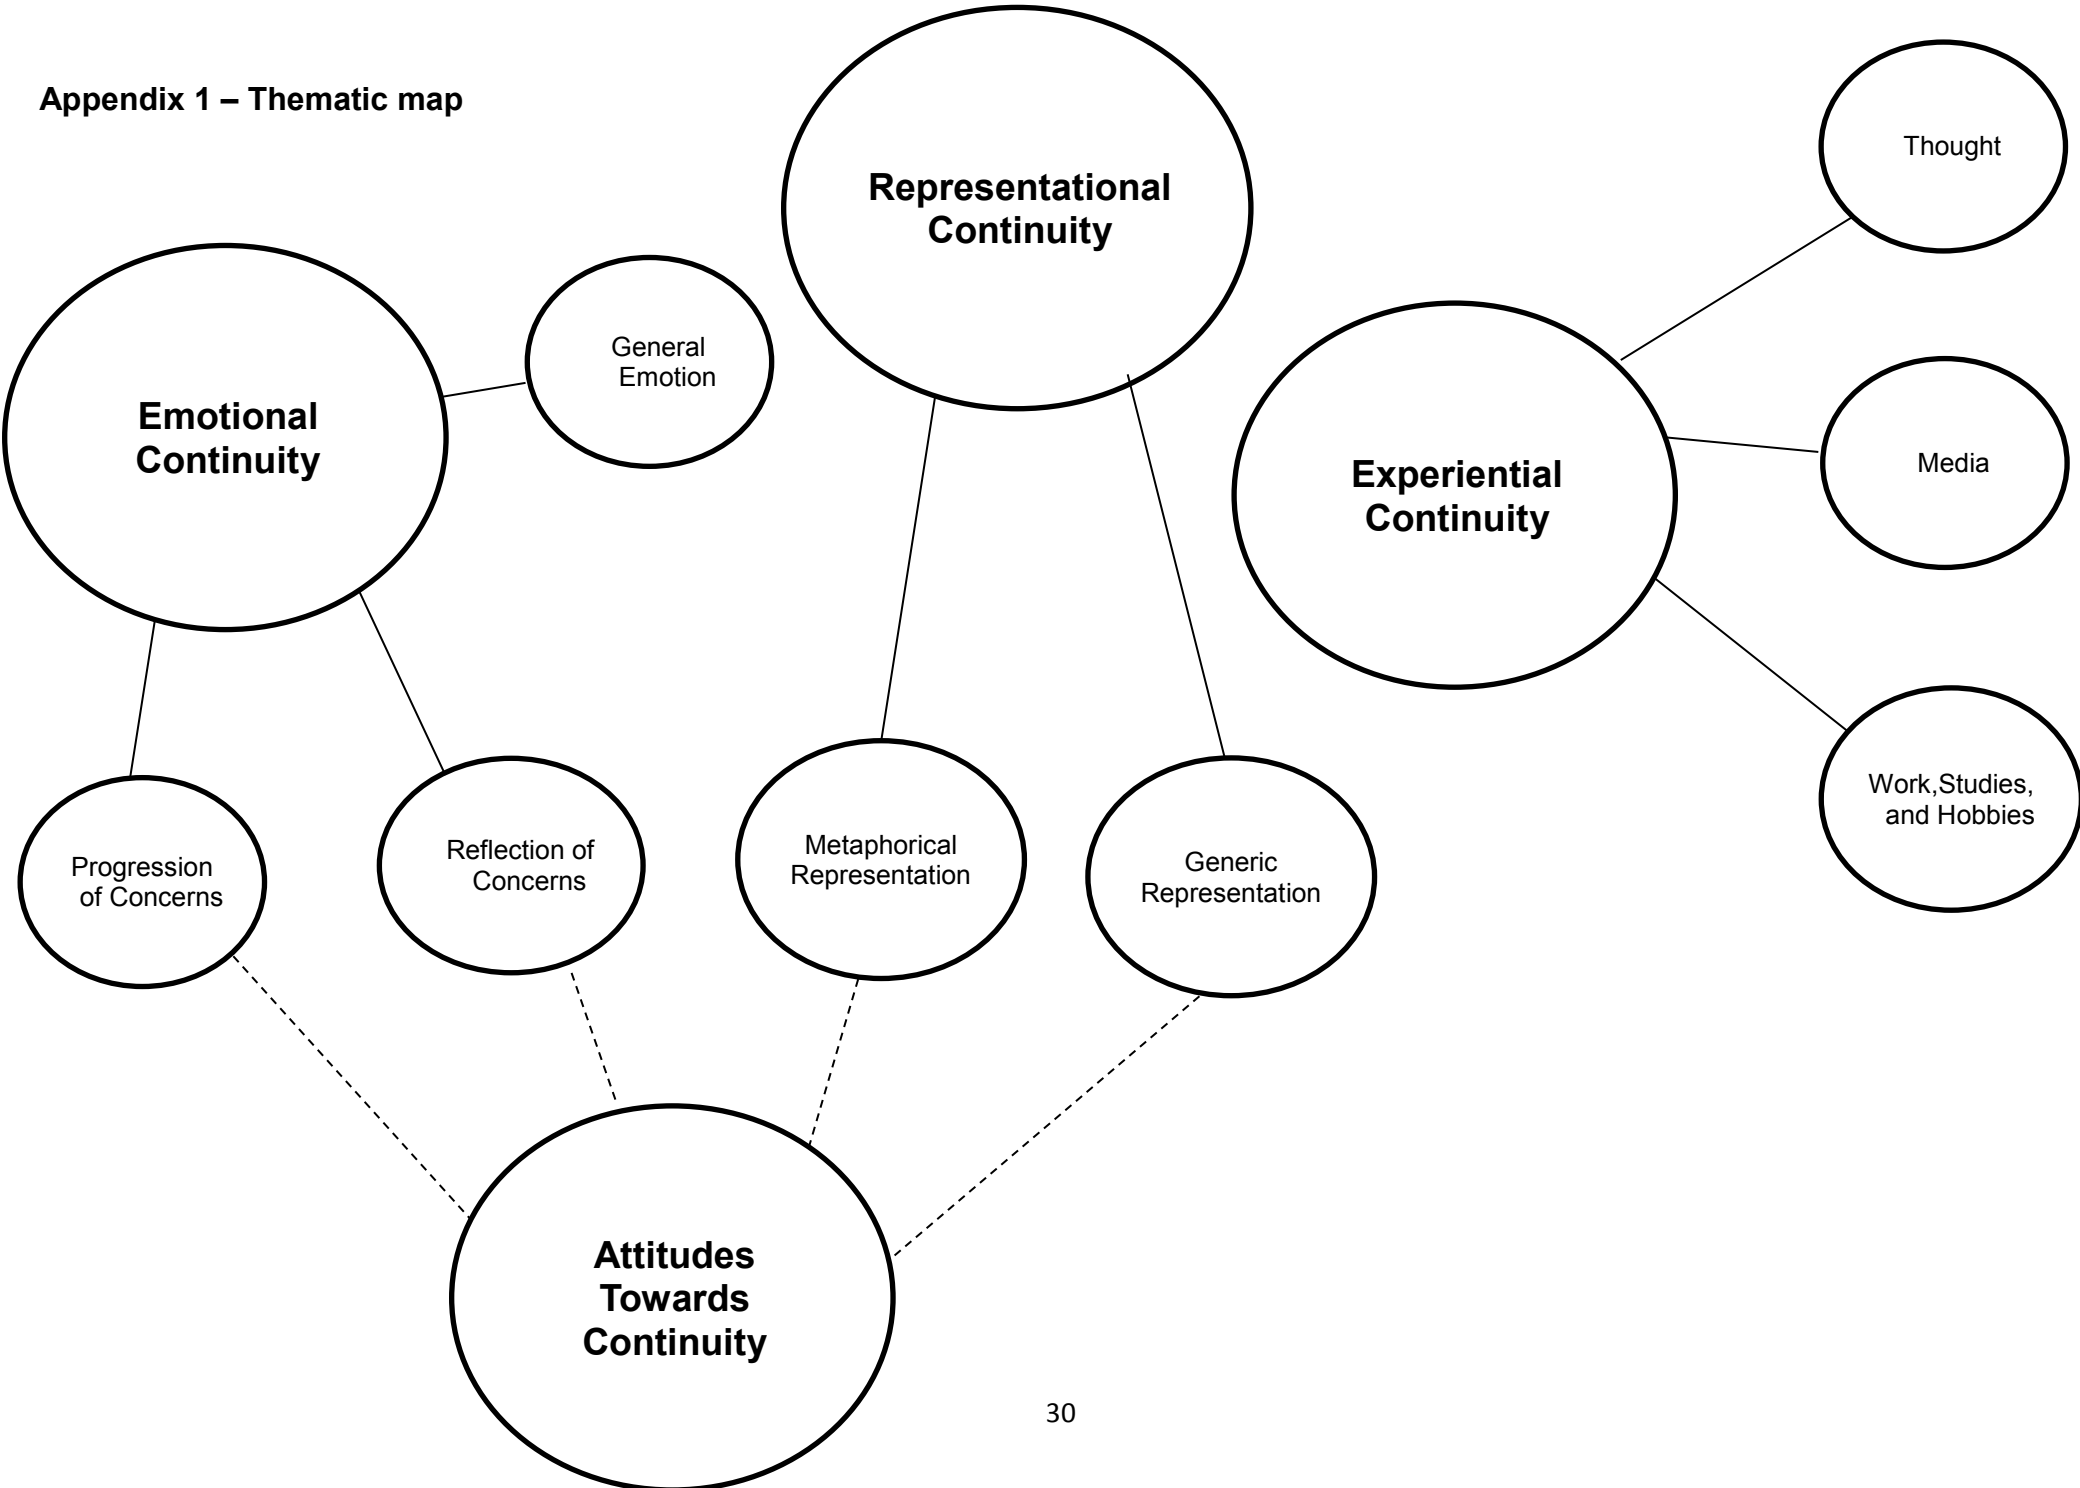 Appendix 1 – Thematic map
Representational
Continuity
Thought
General
Emotion
Emotional
Continuity
Experiential
Continuity
Media
Work,Studies,
and Hobbies
Progression
of Concerns
Reflection of
Concerns
Metaphorical
Representation
Generic
Representation
Attitudes
Towards
Continuity
30